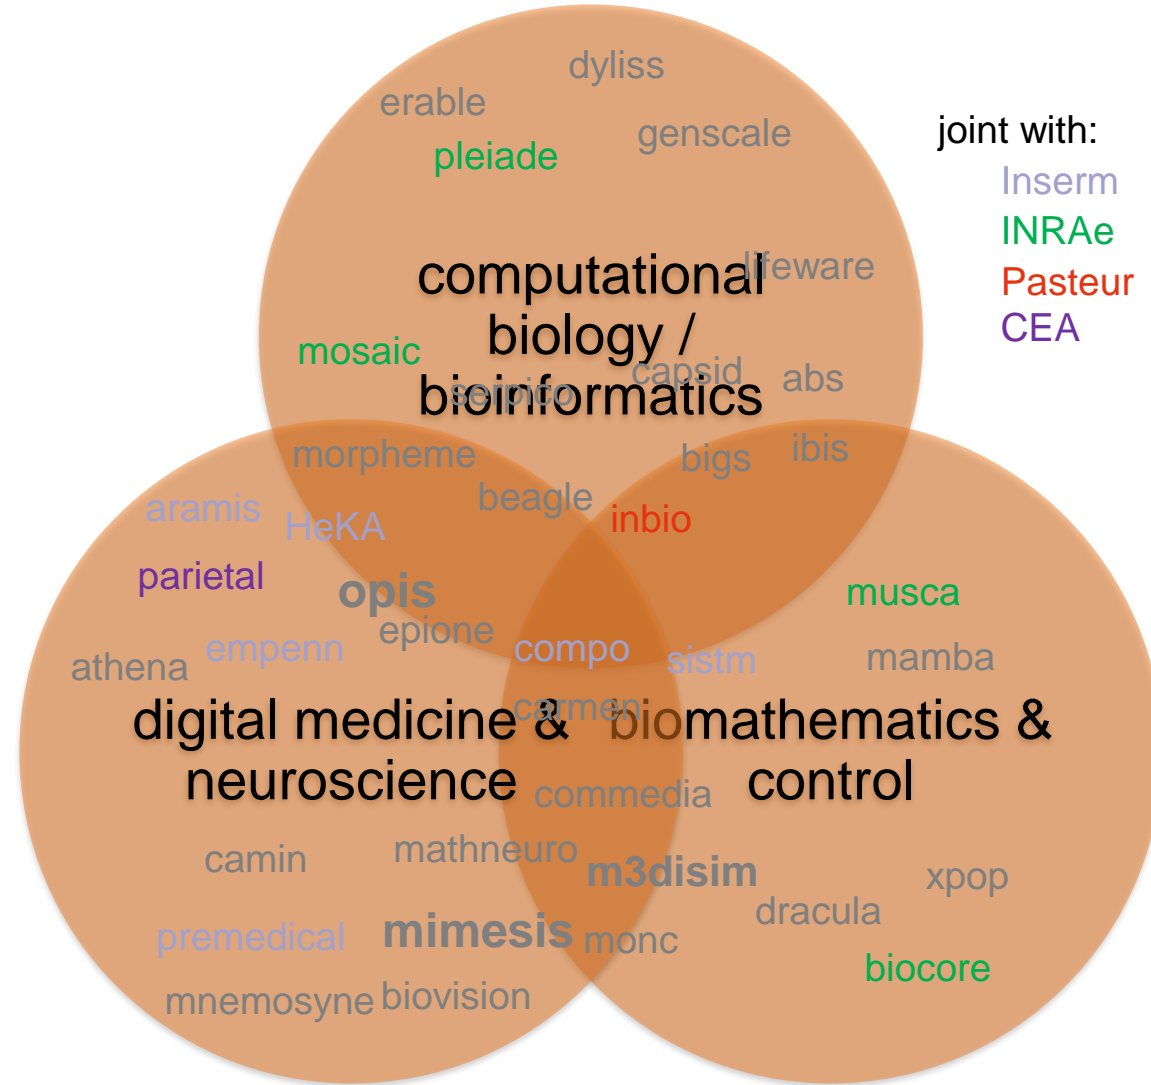 dyliss
erable
genscale
pleiade
joint with:
Inserm
INRAe
Pasteur
CEA
computational
biology /
bioinformatics
lifeware
mosaic
serpico
capsid
abs
morpheme
bigs
ibis
beagle
inbio
aramis
HeKA
parietal
opis
epione
musca
empenn
compo
sistm
mamba
athena
carmen
digital medicine &
neuroscience
biomathematics &
control
commedia
camin
mathneuro
m3disim
xpop
dracula
premedical
mimesis
monc
biocore
mnemosyne
biovision